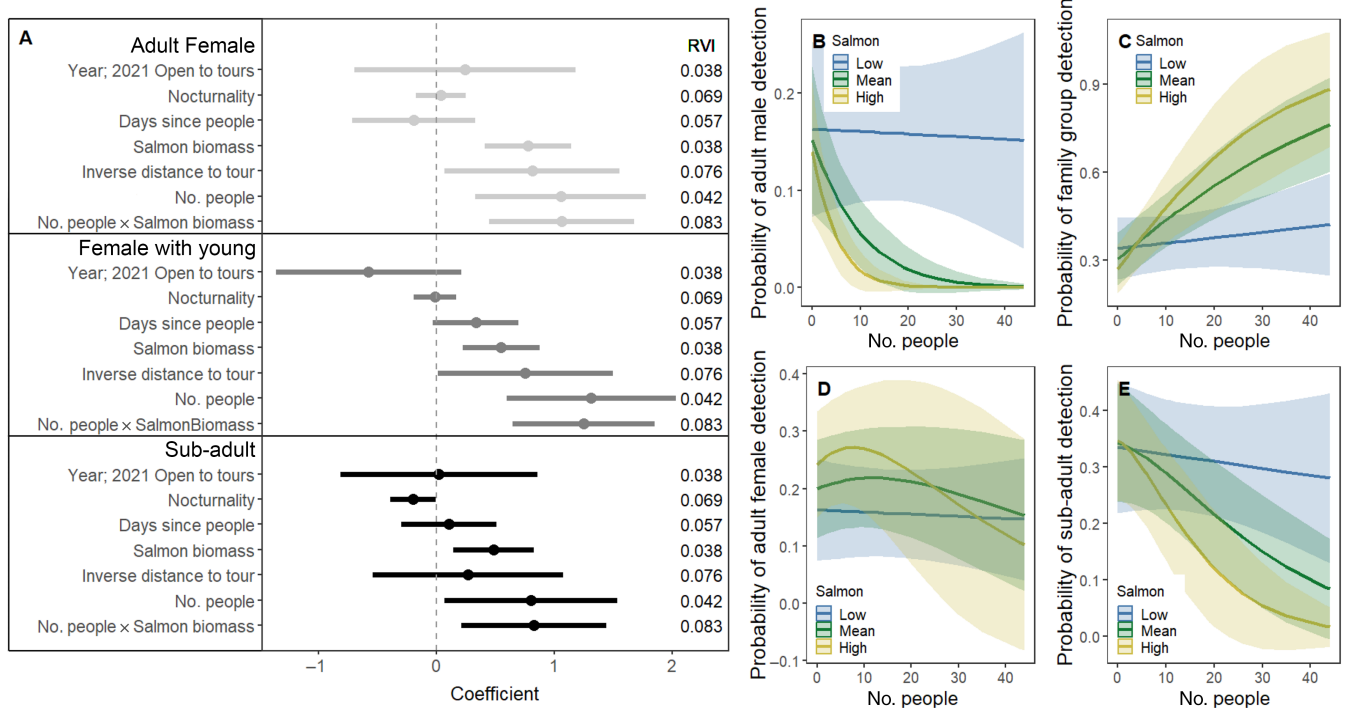 A
RVI
Adult Female
Year; 2021 Open to tours 0.038
Nocturnality 0.069
Days since people 0.057
Salmon biomass 0.038
Inverse distance to tour 0.076
No. people 0.042
No. people × Salmon biomass 0.083
Female with young
Year; 2021 Open to tours 0.038
Nocturnality 0.069
Days since people 0.057
Salmon biomass 0.038
Inverse distance to tour 0.076
No. people 0.042
No. people × SalmonBiomass 0.083
Sub-adult
Year; 2021 Open to tours 0.038
Nocturnality 0.069
Days since people 0.057
Salmon biomass 0.038
Inverse distance to tour 0.076
No. people 0.042
No. people × Salmon biomass 0.083
−1 0 1 2
Coefficient
B
Salmon
Low
Mean
High
Probability of adult male detection
0.2
0.1
0.0
0 10 20 30 40
No. people
C
Salmon
Low
Mean
High
Probability of family group detection
0.9
0.6
0.3
0 10 20 30 40
No. people
D
Salmon
Low
Mean
High
Probability of adult female detection
0.4
0.3
0.2
0.1
0.0
−0.1
0 10 20 30 40
No. people
E
Salmon
Low
Mean
High
Probability of sub-adult detection
0.4
0.3
0.2
0.1
0.0
0 10 20 30 40
No. people